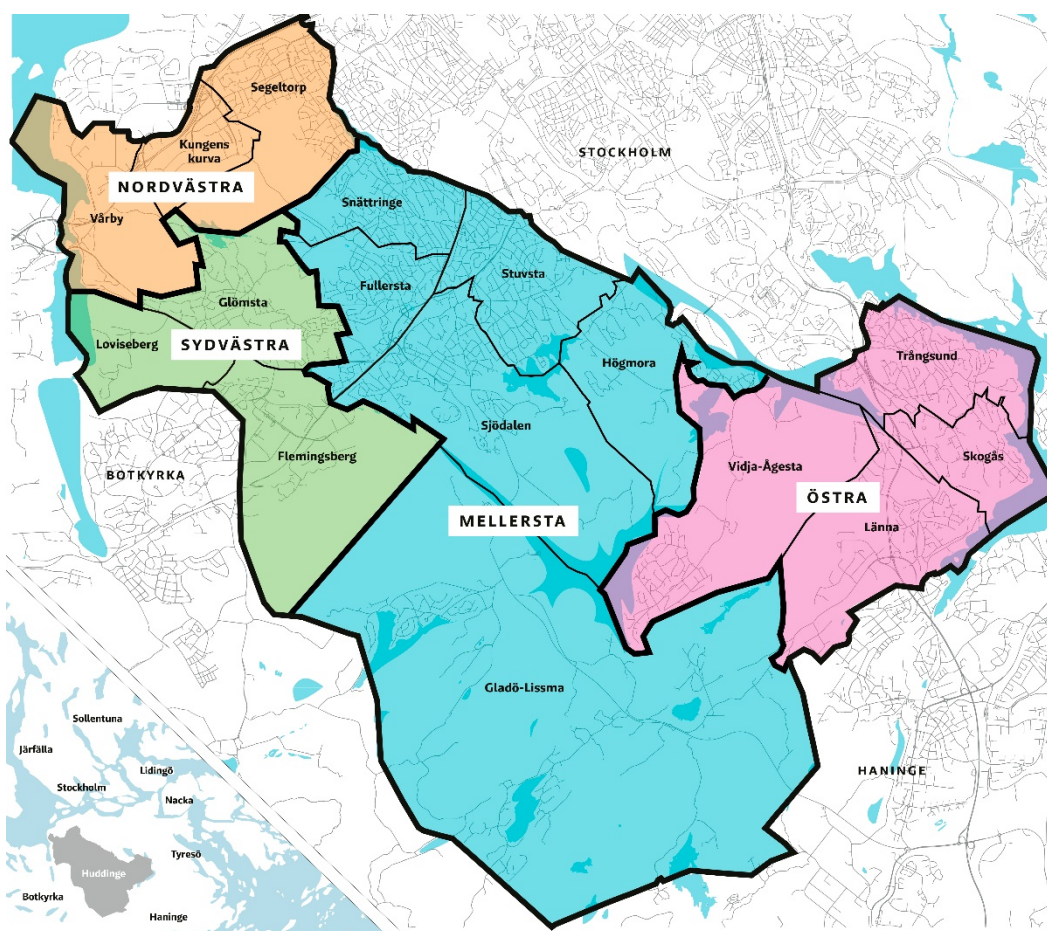 Segeltorp
Kungens
kurva
STOCKHOLM
NORDVÄSTRA
Snättringe
Vårby
Stuvsta
Fullersta
Glömsta
Loviseberg
SYDVÄSTRA
Högmora
Trångsund
Sjödalen
Flemingsberg
Skogås
Vidja-Ågesta
BOTKYRKA
ÖSTRA
MELLERSTA
Länna
Gladö-Lissma
HANINGE
Sollentuna
Järfälla
Lidingö
Stockholm
Nacka
Tyresö
Huddinge
Botkyrka
Haninge